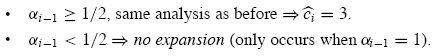 • α_{i−1} ≥ 1/2, same analysis as before ⇒ ĉ_i = 3.
• α_{i−1} < 1/2 ⇒ no expansion (only occurs when α_{i−1} = 1).